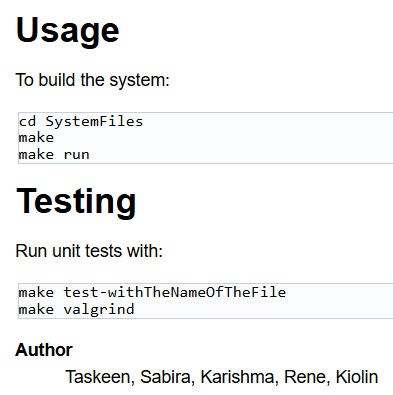 Usage
To build the system:
cd SystemFiles
make
make run
Testing
Run unit tests with:
make test-withTheNameOfTheFile
make valgrind
Author
Taskeen, Sabira, Karishma, Rene, Kiolin